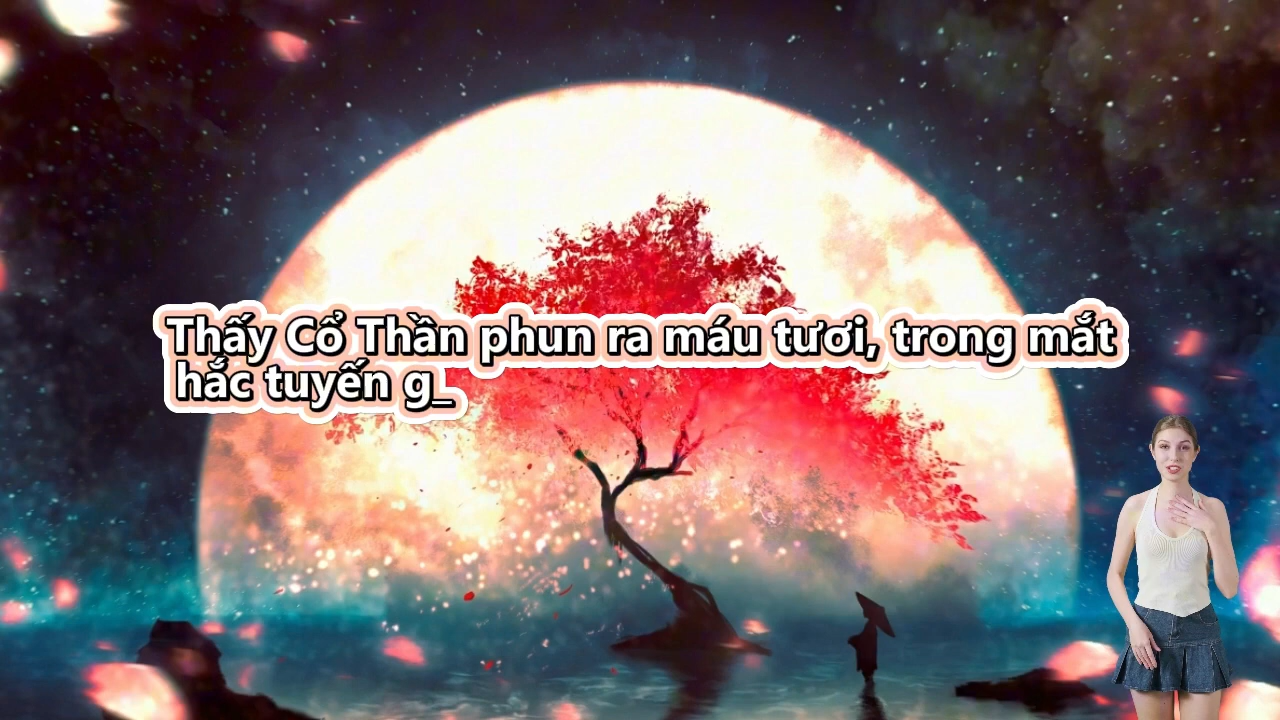 Thấy Cổ Thần phun ra máu tươi, trong mắt
hắc tuyến g_